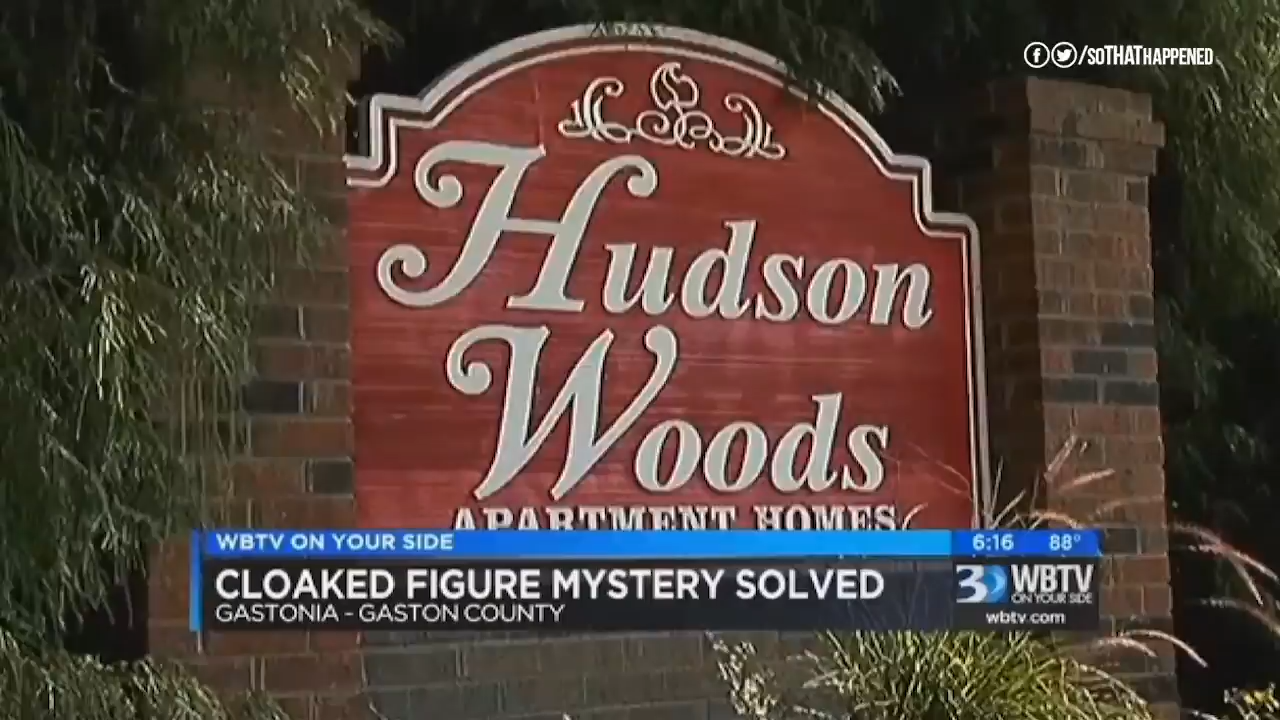 /SOTHATHAPPENED
Hudson
Woods
APARTMENT HOMES
WBTV ON YOUR SIDE
6:16 88°
CLOAKED FIGURE MYSTERY SOLVED
GASTONIA - GASTON COUNTY
3 WBTV
ON YOUR SIDE
wbtv.com